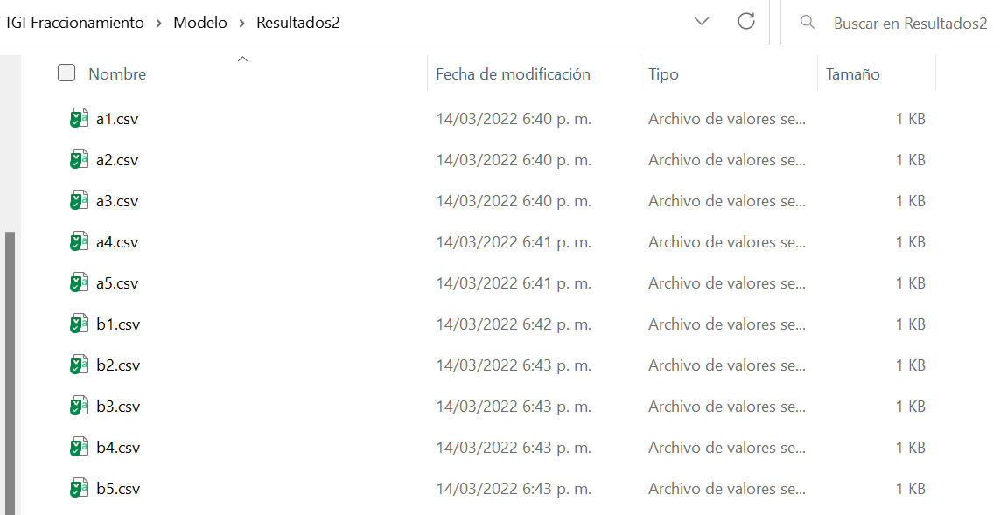 TGI Fraccionamiento > Modelo > Resultados2 Buscar en Resultados2
Nombre Fecha de modificación Tipo Tamaño
a1.csv 14/03/2022 6:40 p. m. Archivo de valores se... 1 KB
a2.csv 14/03/2022 6:40 p. m. Archivo de valores se... 1 KB
a3.csv 14/03/2022 6:40 p. m. Archivo de valores se... 1 KB
a4.csv 14/03/2022 6:41 p. m. Archivo de valores se... 1 KB
a5.csv 14/03/2022 6:41 p. m. Archivo de valores se... 1 KB
b1.csv 14/03/2022 6:42 p. m. Archivo de valores se... 1 KB
b2.csv 14/03/2022 6:43 p. m. Archivo de valores se... 1 KB
b3.csv 14/03/2022 6:43 p. m. Archivo de valores se... 1 KB
b4.csv 14/03/2022 6:43 p. m. Archivo de valores se... 1 KB
b5.csv 14/03/2022 6:43 p. m. Archivo de valores se... 1 KB